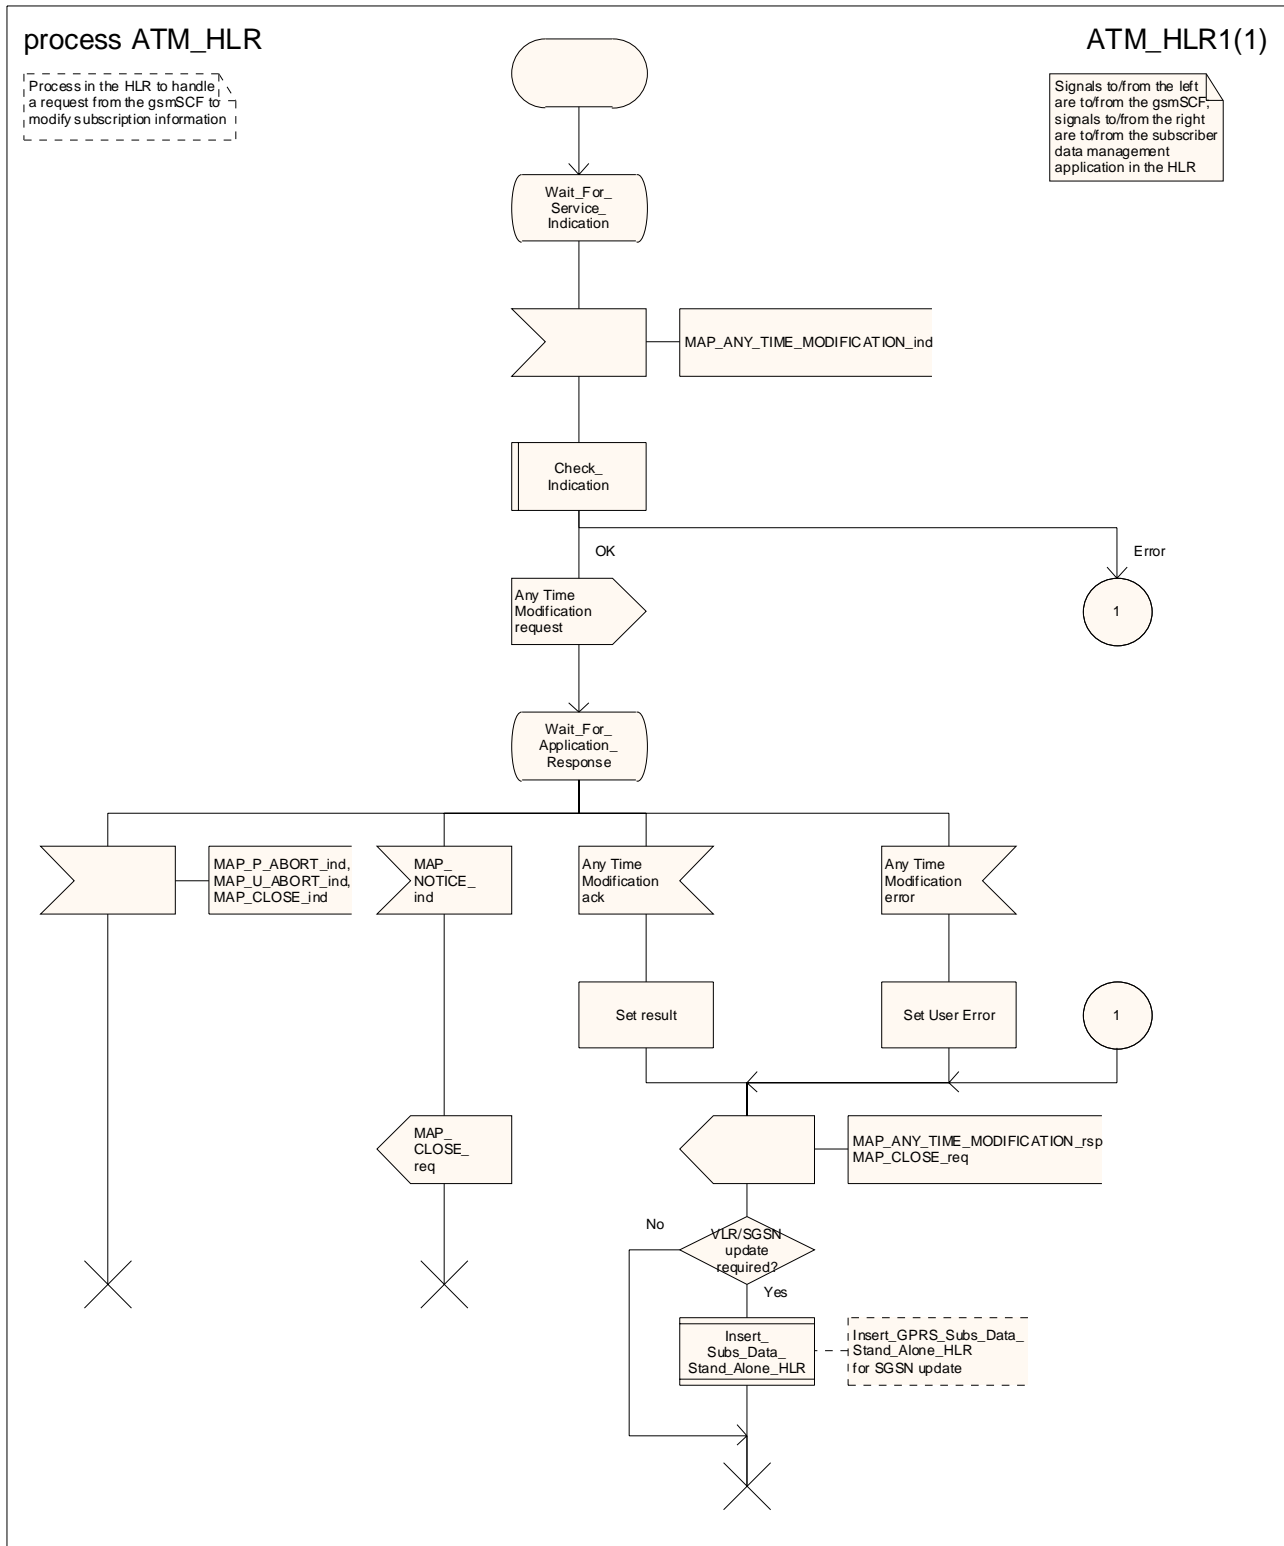 process ATM_HLR
ATM_HLR1(1)
Process in the HLR to handle
a request from the gsmSCF to
modify subscription information
Signals to/from the left
are to/from the gsmSCF;
signals to/from the right
are to/from the subscriber
data management
application in the HLR
Wait_For_
Service_
Indication
MAP_ANY_TIME_MODIFICATION_ind
Check_
Indication
OK
Error
Any Time
Modification
request
1
Wait_For_
Application_
Response
MAP_P_ABORT_ind,
MAP_U_ABORT_ind,
MAP_CLOSE_ind
MAP_
NOTICE_
ind
Any Time
Modification
ack
Any Time
Modification
error
Set result
Set User Error
1
MAP_
CLOSE_
req
MAP_ANY_TIME_MODIFICATION_rsp
MAP_CLOSE_req
No
VLR/SGSN
update
required?
Yes
Insert_
Subs_Data_
Stand_Alone_HLR
Insert_GPRS_Subs_Data_
Stand_Alone_HLR
for SGSN update